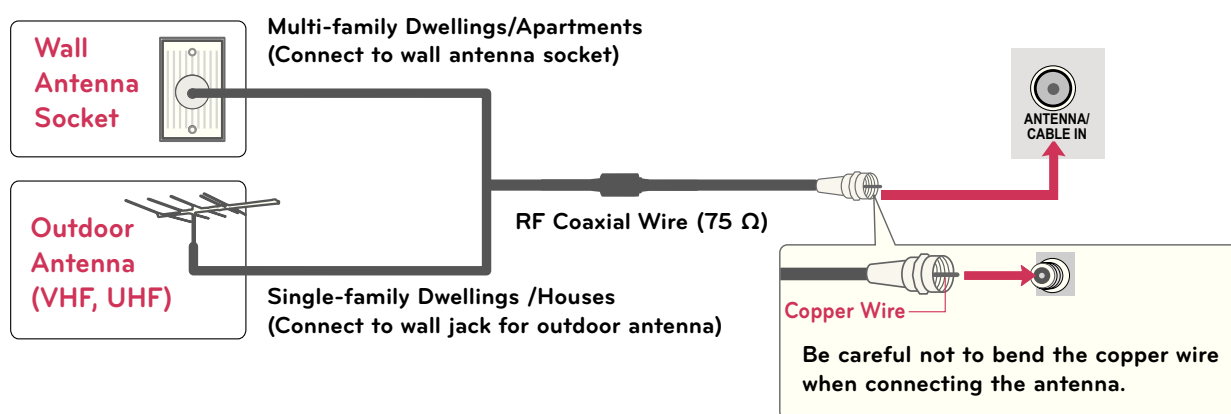 Wall
Antenna
Socket
Multi-family Dwellings/Apartments
(Connect to wall antenna socket)
ANTENNA/
CABLE IN
Outdoor
Antenna
(VHF, UHF)
RF Coaxial Wire (75 Ω)
Single-family Dwellings /Houses
(Connect to wall jack for outdoor antenna)
Copper Wire
Be careful not to bend the copper wire
when connecting the antenna.